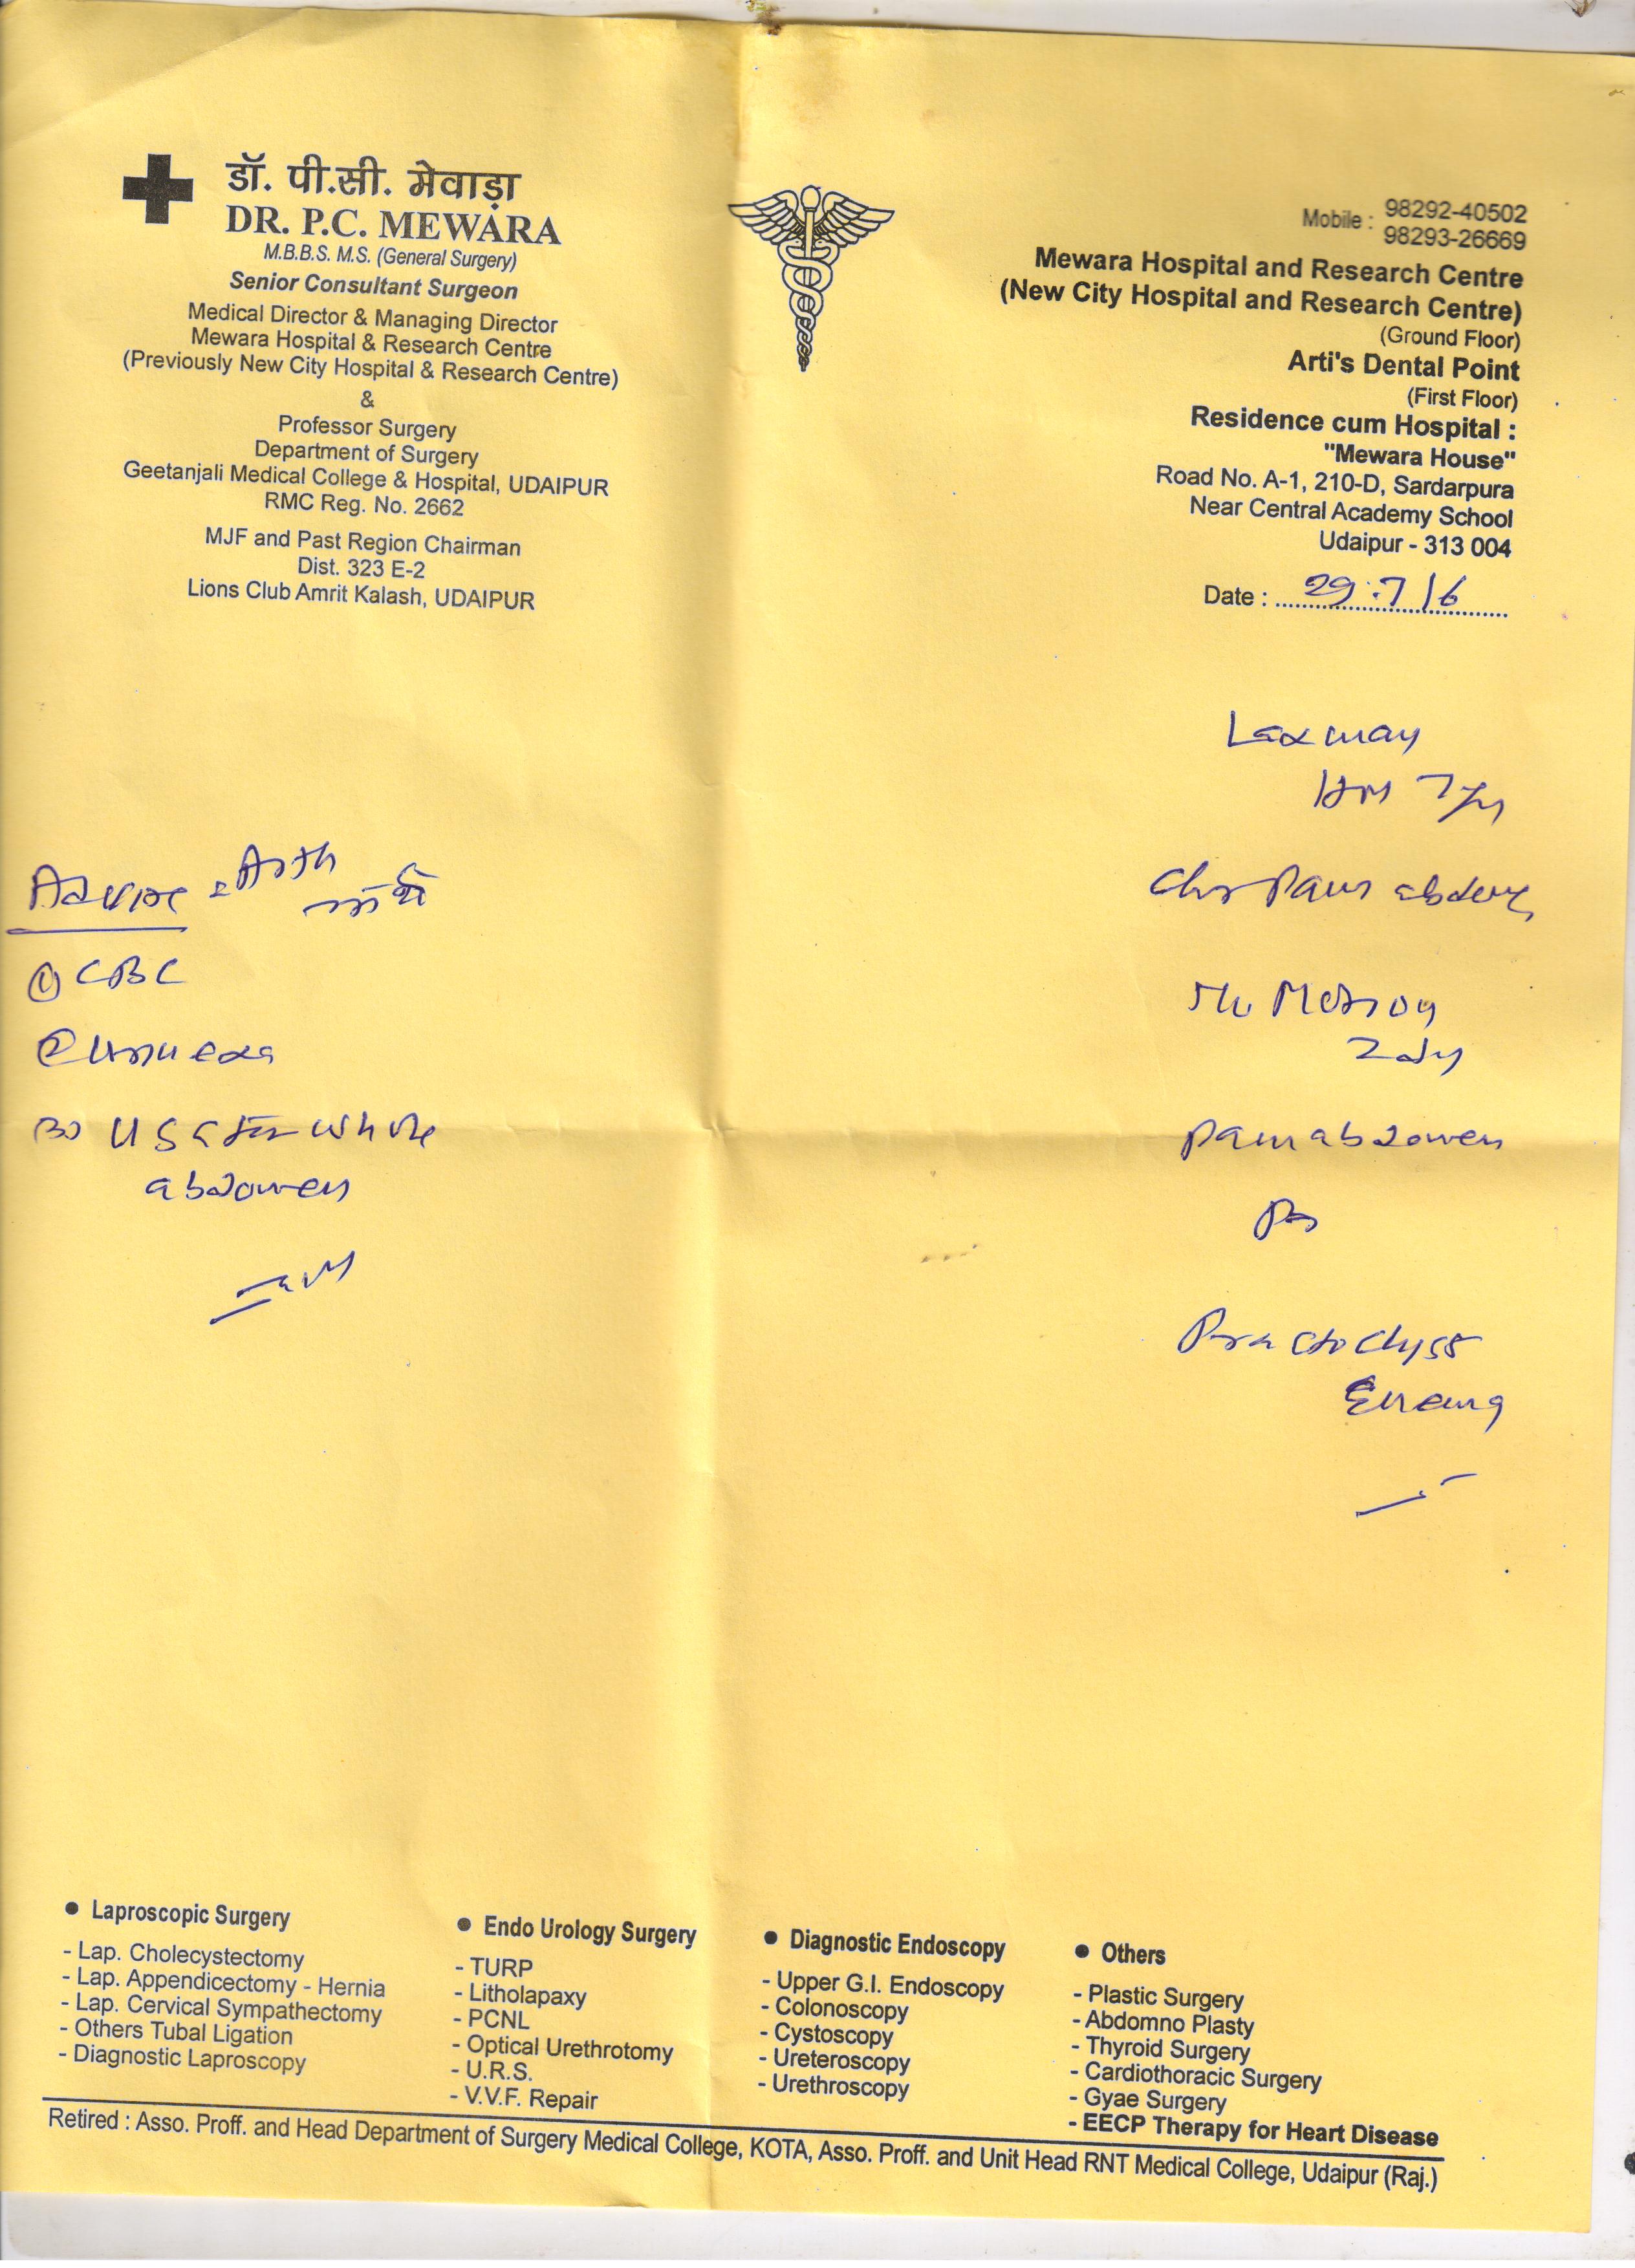 डॉ. पी.सी. मेवाड़ा
DR. P.C. MEWARA
M.B.B.S. M.S. (General Surgery)
Senior Consultant Surgeon
Medical Director & Managing Director
Mewara Hospital & Research Centre
(Previously New City Hospital & Research Centre)
&
Professor Surgery
Department of Surgery
Geetanjali Medical College & Hospital, UDAIPUR
RMC Reg. No. 2662
MJF and Past Region Chairman
Dist. 323 E-2
Lions Club Amrit Kalash, UDAIPUR
Mobile : 98292-40502
98293-26669
Mewara Hospital and Research Centre
(New City Hospital and Research Centre)
(Ground Floor)
Arti's Dental Point
(First Floor)
Residence cum Hospital :
"Mewara House"
Road No. A-1, 210-D, Sardarpura
Near Central Academy School
Udaipur - 313 004
Date : 29.7.16
Laxman
Pain abdomen
Arth
① CBC
② Urine
3) USG for whole
abdomen
Pain abdomen
Enema
• Laproscopic Surgery
- Lap. Cholecystectomy
- Lap. Appendicectomy - Hernia
- Lap. Cervical Sympathectomy
- Others Tubal Ligation
- Diagnostic Laproscopy
• Endo Urology Surgery
- TURP
- Litholapaxy
- PCNL
- Optical Urethrotomy
- U.R.S.
- V.V.F. Repair
• Diagnostic Endoscopy
- Upper G.I. Endoscopy
- Colonoscopy
- Cystoscopy
- Ureteroscopy
- Urethroscopy
• Others
- Plastic Surgery
- Abdomno Plasty
- Thyroid Surgery
- Cardiothoracic Surgery
- Gyae Surgery
- EECP Therapy for Heart Disease
Retired : Asso. Proff. and Head Department of Surgery Medical College, KOTA, Asso. Proff. and Unit Head RNT Medical College, Udaipur (Raj.)